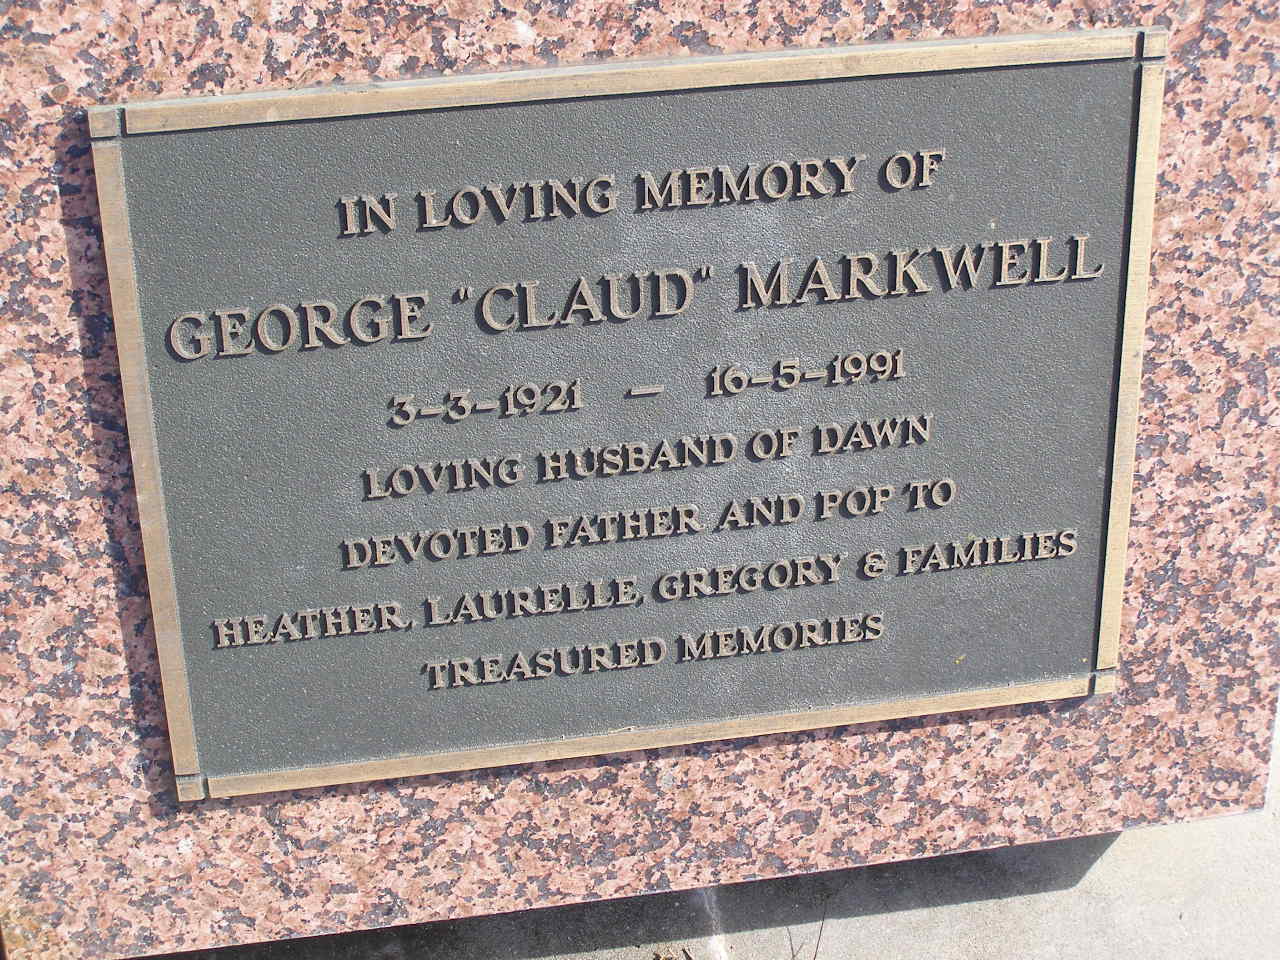 IN LOVING MEMORY OF
GEORGE "CLAUD" MARKWELL
3-3-1921 - 16-5-1991
LOVING HUSBAND OF DAWN
DEVOTED FATHER AND POP TO
HEATHER, LAURELLE, GREGORY & FAMILIES
TREASURED MEMORIES